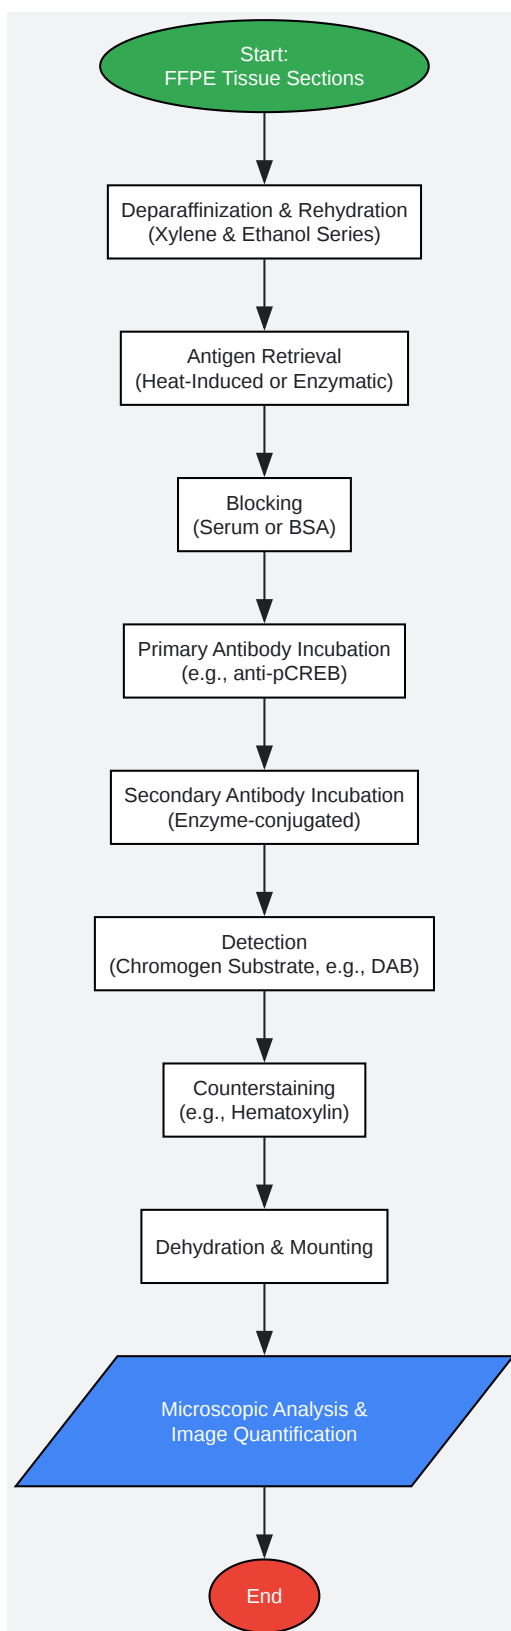 Start:
FFPE Tissue Sections
Deparaffinization & Rehydration
(Xylene & Ethanol Series)
Antigen Retrieval
(Heat-Induced or Enzymatic)
Blocking
(Serum or BSA)
Primary Antibody Incubation
(e.g., anti-pCREB)
Secondary Antibody Incubation
(Enzyme-conjugated)
Detection
(Chromogen Substrate, e.g., DAB)
Counterstaining
(e.g., Hematoxylin)
Dehydration & Mounting
Microscopic Analysis &
Image Quantification
End